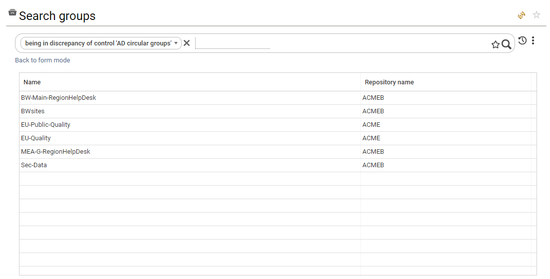 Search groups
being in discrepancy of control 'AD circular groups'
Back to form mode
Name Repository name
BW-Main-RegionHelpDesk ACMEB
BWsites ACMEB
EU-Public-Quality ACME
EU-Quality ACME
MEA-G-RegionHelpDesk ACMEB
Sec-Data ACMEB